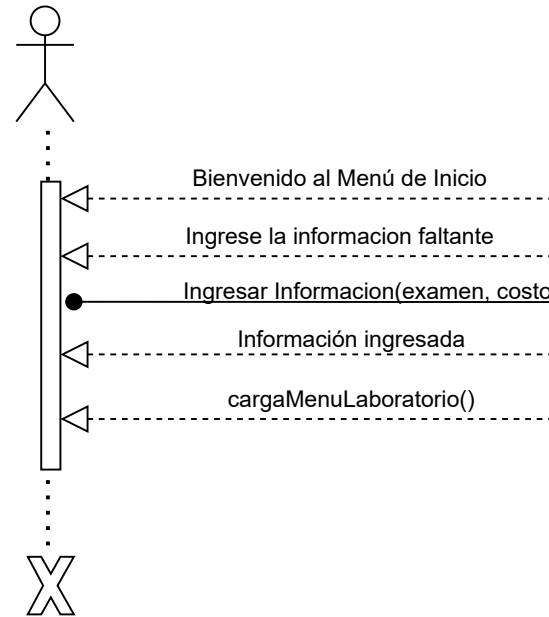 Bienvenido al Menú de Inicio
Ingrese la informacion faltante
Ingresar Informacion(examen, costo
Información ingresada
cargaMenuLaboratorio()